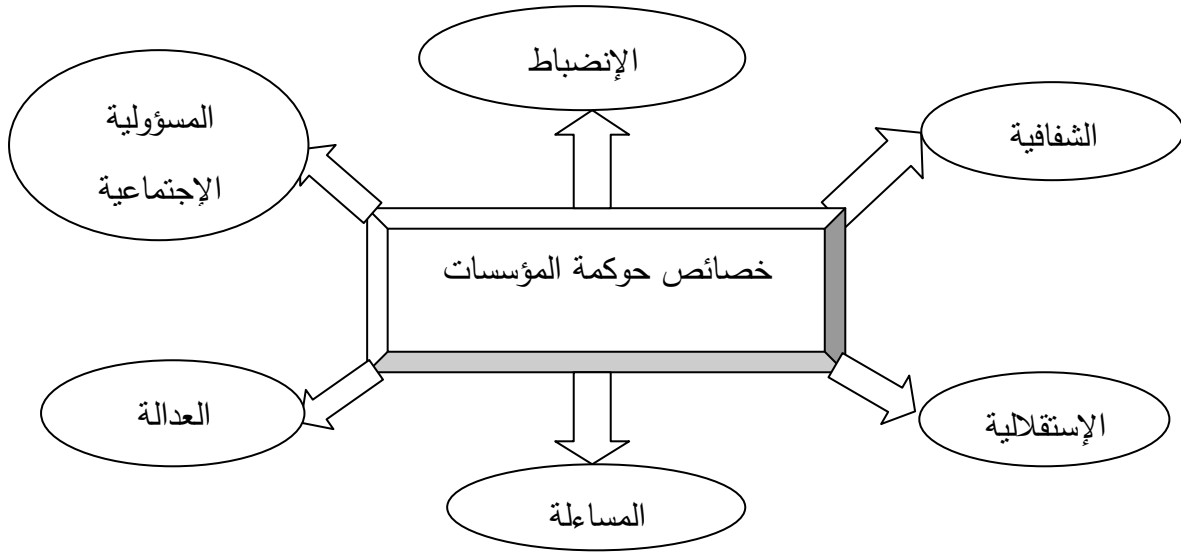 الإنضباط
الشفافية
المسؤولية
الإجتماعية
خصائص حوكمة المؤسسات
العدالة
الإستقلالية
المساءلة